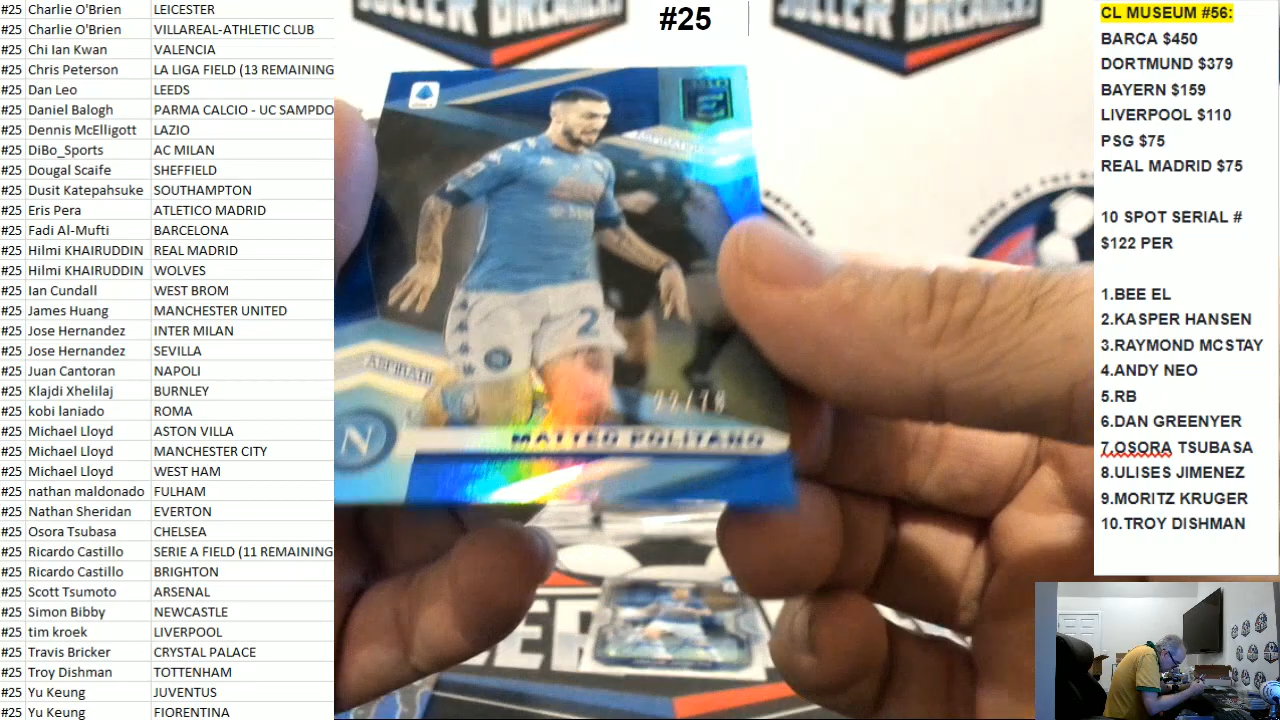 #25 Charlie O'Brien LEICESTER
#25 Charlie O'Brien VILLAREAL-ATHLETIC CLUB
#25 Chi Ian Kwan VALENCIA
#25 Chris Peterson LA LIGA FIELD (13 REMAINING
#25 Dan Leo LEEDS
#25 Daniel Balogh PARMA CALCIO - UC SAMPDO
#25 Dennis McElligott LAZIO
#25 DiBo_Sports AC MILAN
#25 Dougal Scaife SHEFFIELD
#25 Dusit Katepahsuke SOUTHAMPTON
#25 Eris Pera ATLETICO MADRID
#25 Fadi Al-Mufti BARCELONA
#25 Hilmi KHAIRUDDIN REAL MADRID
#25 Hilmi KHAIRUDDIN WOLVES
#25 Ian Cundall WEST BROM
#25 James Huang MANCHESTER UNITED
#25 Jose Hernandez INTER MILAN
#25 Jose Hernandez SEVILLA
#25 Juan Cantoran NAPOLI
#25 Klajdi Xhelilaj BURNLEY
#25 kobi laniado ROMA
#25 Michael Lloyd ASTON VILLA
#25 Michael Lloyd MANCHESTER CITY
#25 Michael Lloyd WEST HAM
#25 nathan maldonado FULHAM
#25 Nathan Sheridan EVERTON
#25 Osora Tsubasa CHELSEA
#25 Ricardo Castillo SERIE A FIELD (11 REMAINING
#25 Ricardo Castillo BRIGHTON
#25 Scott Tsumoto ARSENAL
#25 Simon Bibby NEWCASTLE
#25 tim kroek LIVERPOOL
#25 Travis Bricker CRYSTAL PALACE
#25 Troy Dishman TOTTENHAM
#25 Yu Keung JUVENTUS
#25 Yu Keung FIORENTINA
#25
SOCCER BREAKERS
2
MATTEO POLITANO
N
CL MUSEUM #56:
BARCA $450
DORTMUND $379
BAYERN $159
LIVERPOOL $110
PSG $75
REAL MADRID $75
10 SPOT SERIAL #
$122 PER
1.BEE EL
2.KASPER HANSEN
3.RAYMOND MCSTAY
4.ANDY NEO
5.RB
6.DAN GREENYER
7.OSORA TSUBASA
8.ULISES JIMENEZ
9.MORITZ KRUGER
10.TROY DISHMAN